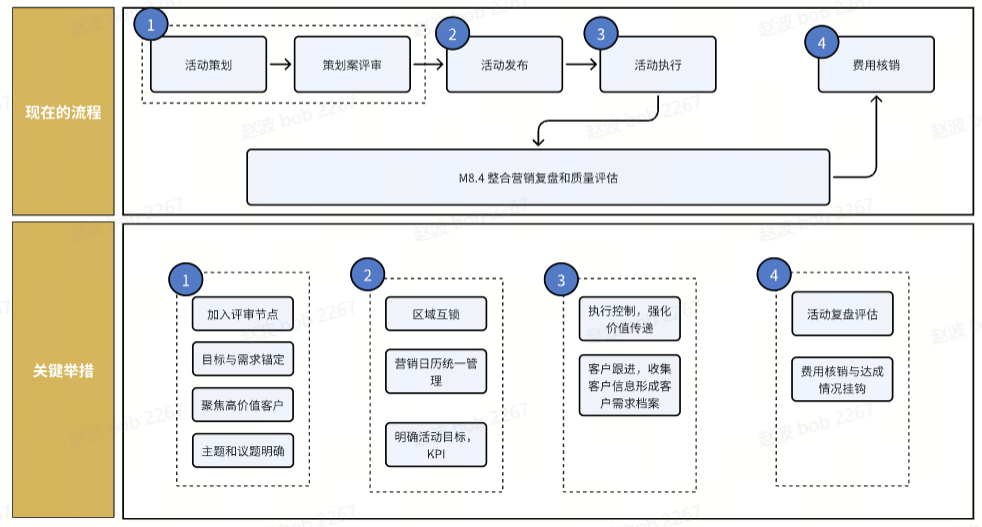 现在的流程
1
活动策划
策划案评审
2
活动发布
3
活动执行
4
费用核销
M8.4 整合营销复盘和质量评估
关键举措
1
加入评审节点
目标与需求锚定
聚焦高价值客户
主题和议题明确
2
区域互锁
营销日历统一管
理
明确活动目标，
KPI
3
执行控制，强化
价值传递
客户跟进，收集
客户信息形成客
户需求档案
4
活动复盘评估
费用核销与达成
情况挂钩
赵波 bob 2267